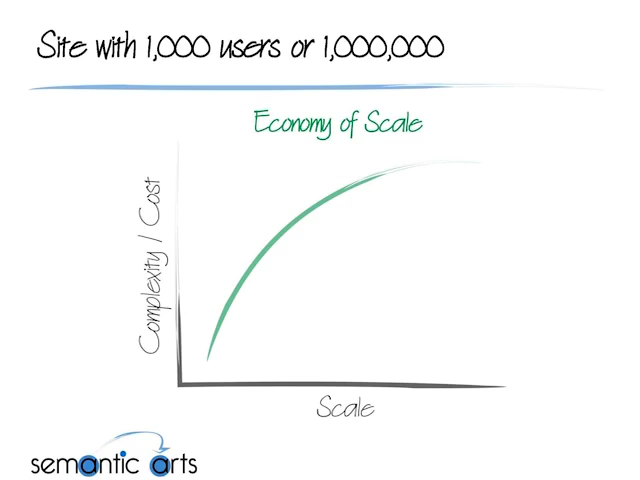 Site with 1,000 users or 1,000,000
Economy of Scale
Complexity / Cost
Scale
semantic arts